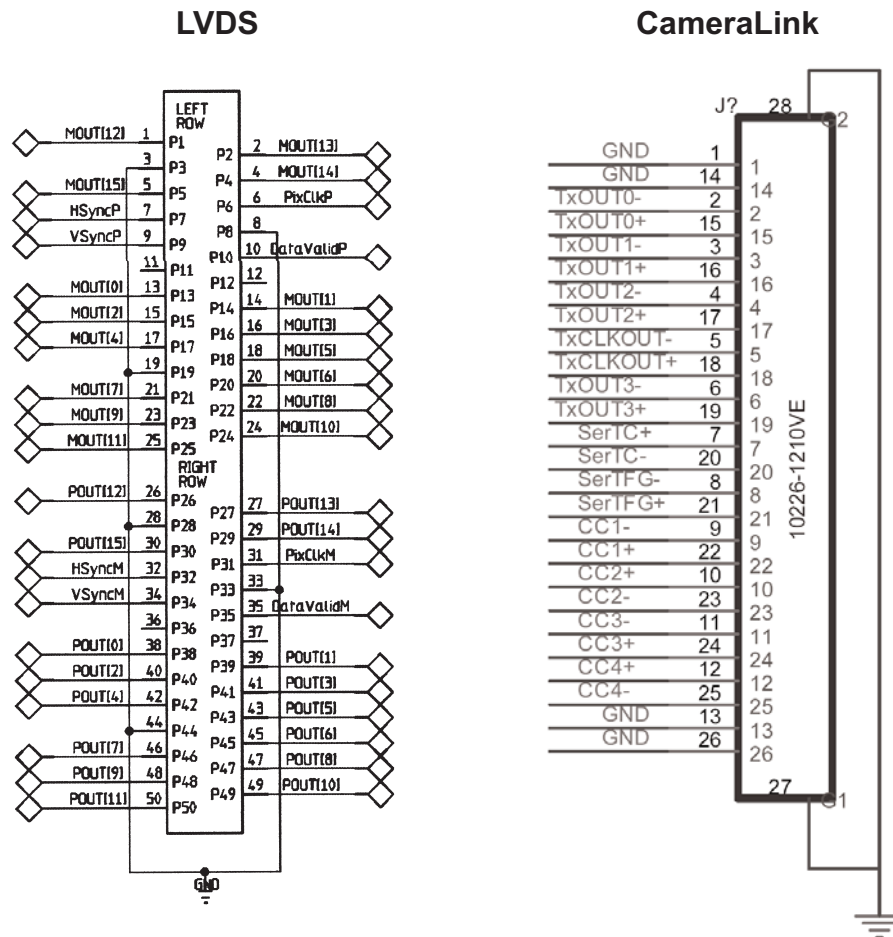 LVDS
LEFT
ROW
MOUT[12] 1 P1
P2 2 MOUT[13]
3 P3
P4 4 MOUT[14]
MOUT[15] 5 P5
P6 6 PixClkP
HSyncP 7 P7
P8 8
VSyncP 9 P9
P10 10 DataValidP
11 P11
P12 12
MOUT[0] 13 P13
P14 14 MOUT[1]
MOUT[2] 15 P15
P16 16 MOUT[3]
MOUT[4] 17 P17
P18 18 MOUT[5]
19 P19
P20 20 MOUT[6]
MOUT[7] 21 P21
P22 22 MOUT[8]
MOUT[9] 23 P23
P24 24 MOUT[10]
MOUT[11] 25 P25
RIGHT
ROW
POUT[12] 26 P26
P27 27 POUT[13]
28 P28
P29 29 POUT[14]
POUT[15] 30 P30
P31 31 PixClkM
HSyncM 32 P32
P33 33
VSyncM 34 P34
P35 35 DataValidM
36 P36
P37 37
POUT[0] 38 P38
P39 39 POUT[1]
POUT[2] 40 P40
P41 41 POUT[3]
POUT[4] 42 P42
P43 43 POUT[5]
44 P44
P45 45 POUT[6]
POUT[7] 46 P46
P47 47 POUT[8]
POUT[9] 48 P48
P49 49 POUT[10]
POUT[11] 50 P50
GND
CameraLink
J? 28 G2
GND 1 1
GND 14 14
TxOUT0- 2 2
TxOUT0+ 15 15
TxOUT1- 3 3
TxOUT1+ 16 16
TxOUT2- 4 4
TxOUT2+ 17 17
TxCLKOUT- 5 5
TxCLKOUT+ 18 18
TxOUT3- 6 6
TxOUT3+ 19 19
SerTC+ 7 7
SerTC- 20 20
SerTFG- 8 8
SerTFG+ 21 21
CC1- 9 9
CC1+ 22 22
CC2+ 10 10
CC2- 23 23
CC3- 11 11
CC3+ 24 24
CC4+ 12 12
CC4- 25 25
GND 13 13
GND 26 26
27 G1
10226-1210VE